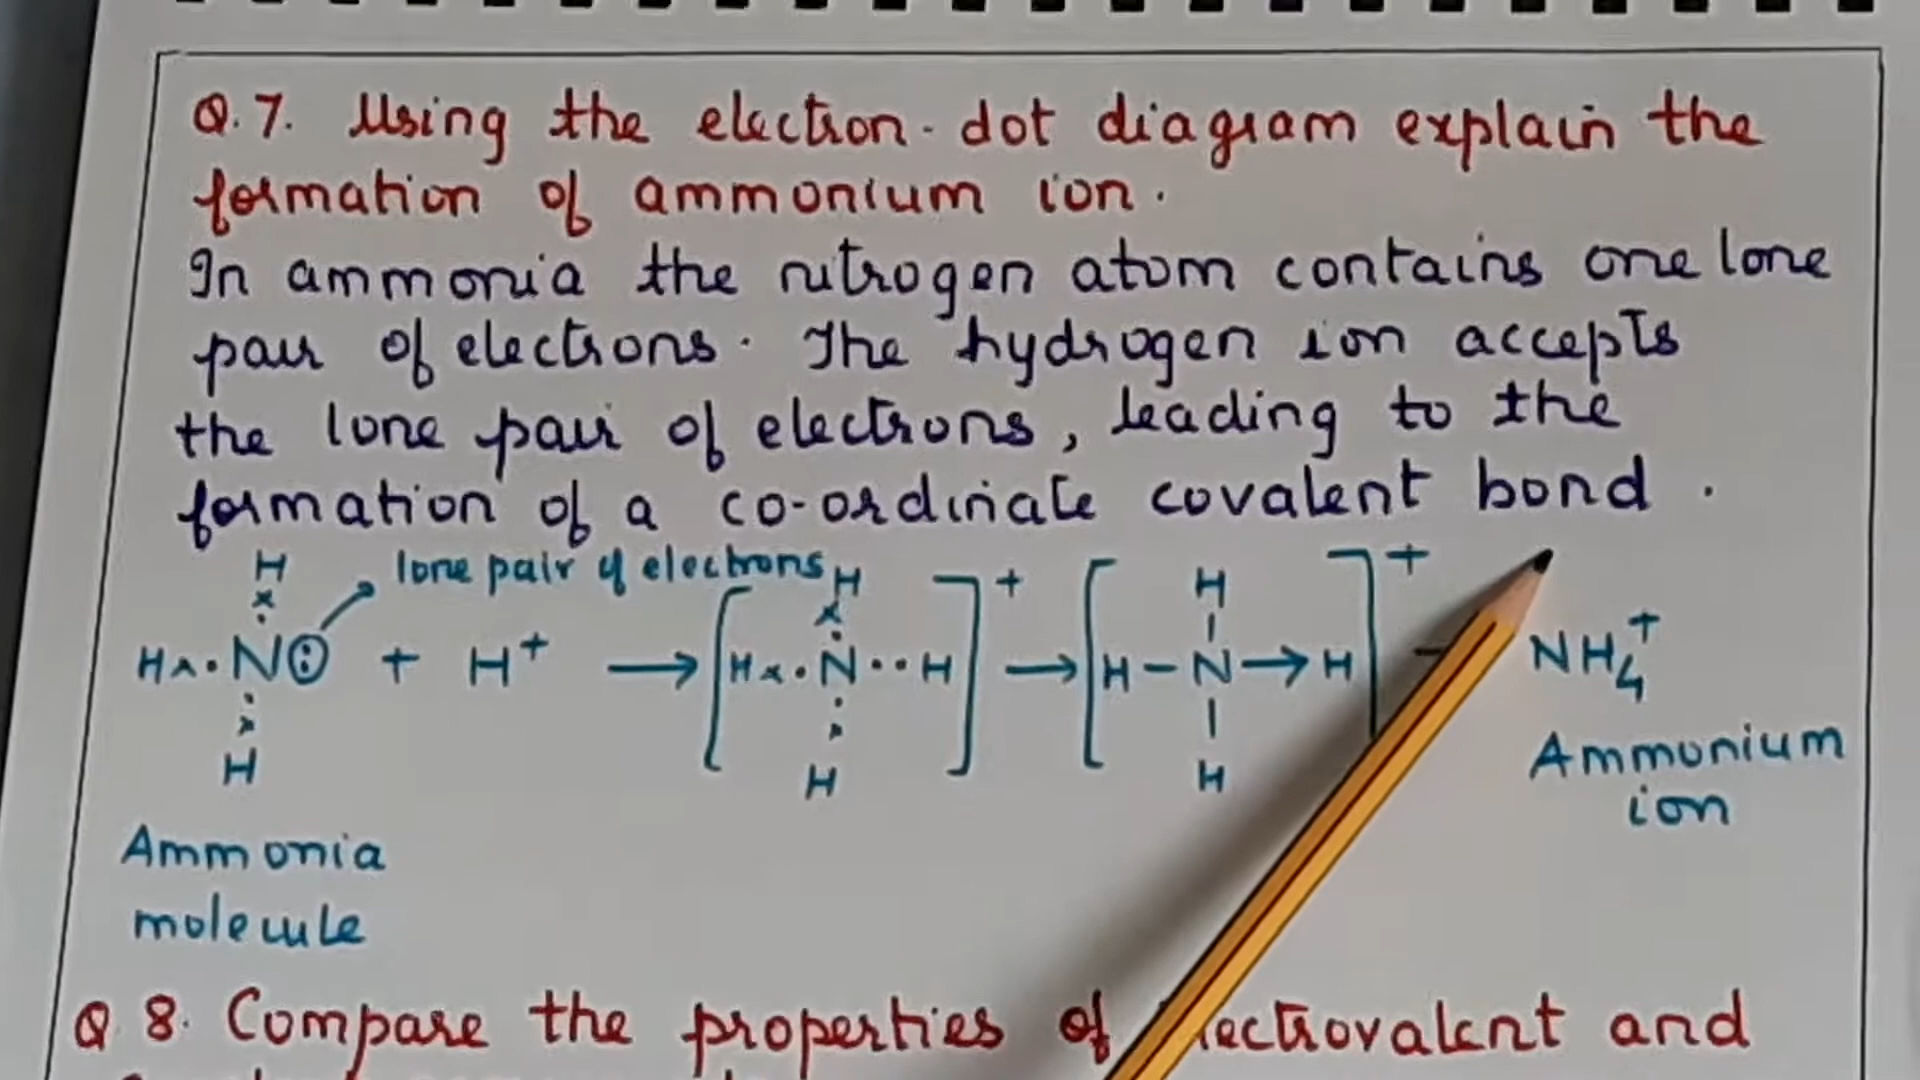 Q.7. Using the electron-dot diagram explain the
formation of ammonium ion.
In ammonia the nitrogen atom contains one lone
pair of electrons. The hydrogen ion accepts
the lone pair of electrons, leading to the
formation of a co-ordinate covalent bond.
lone pair of electrons
H H + H +
H x • N : + H+ → [ H x • N •• H ] → [ H – N → H ] NH4+
H H H
Ammonia
molecule
Ammonium
ion
Q 8. Compare the properties of and